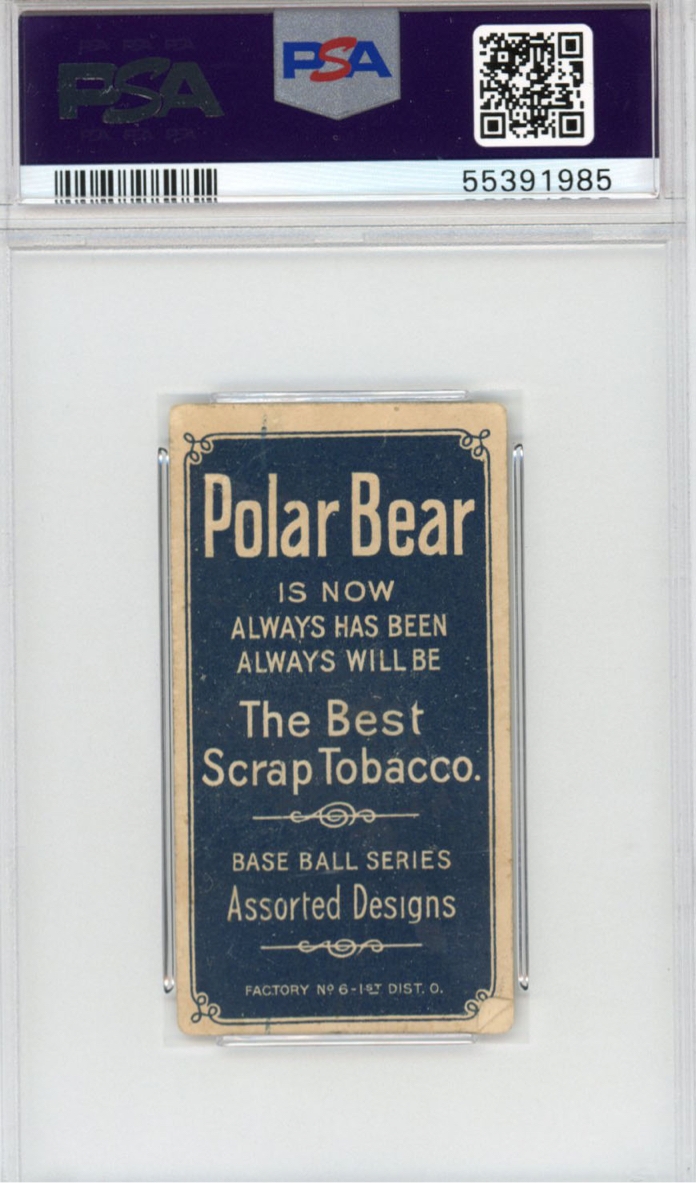 PSA
PSA
55391985
Polar Bear
IS NOW
ALWAYS HAS BEEN
ALWAYS WILL BE
The Best
Scrap Tobacco.
BASE BALL SERIES
Assorted Designs
FACTORY Nº 6-1ST DIST. O.